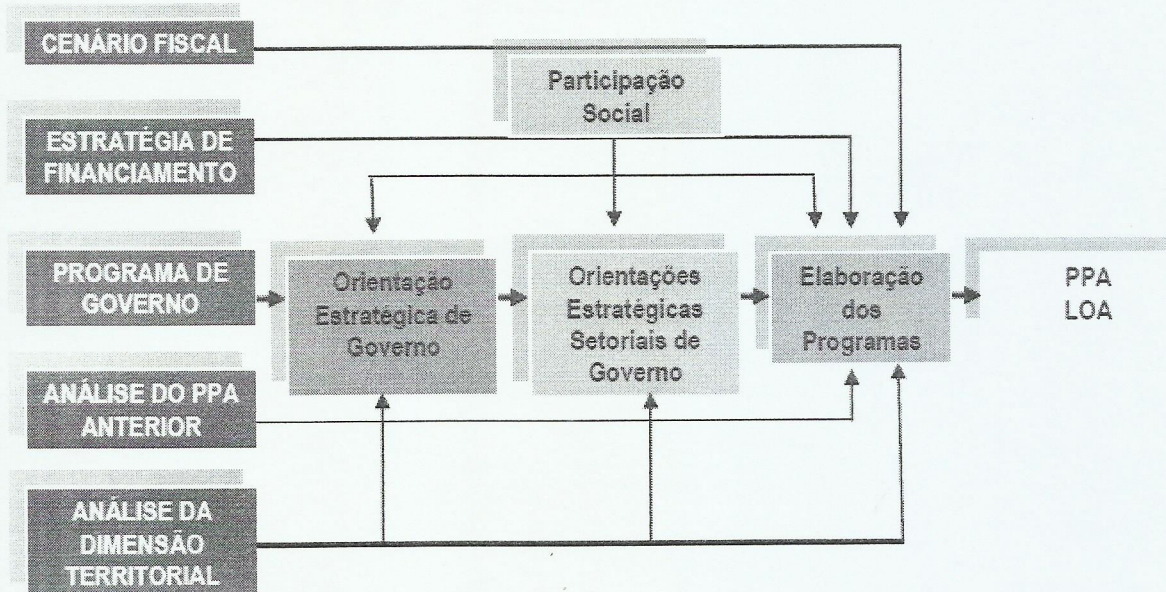 CENÁRIO FISCAL
Participação
Social
ESTRATÉGIA DE
FINANCIAMENTO
PROGRAMA DE
GOVERNO
Orientação
Estratégica de
Governo
Orientações
Estratégicas
Setoriais de
Governo
Elaboração
dos
Programas
PPA
LOA
ANÁLISE DO PPA
ANTERIOR
ANÁLISE DA
DIMENSÃO
TERRITORIAL